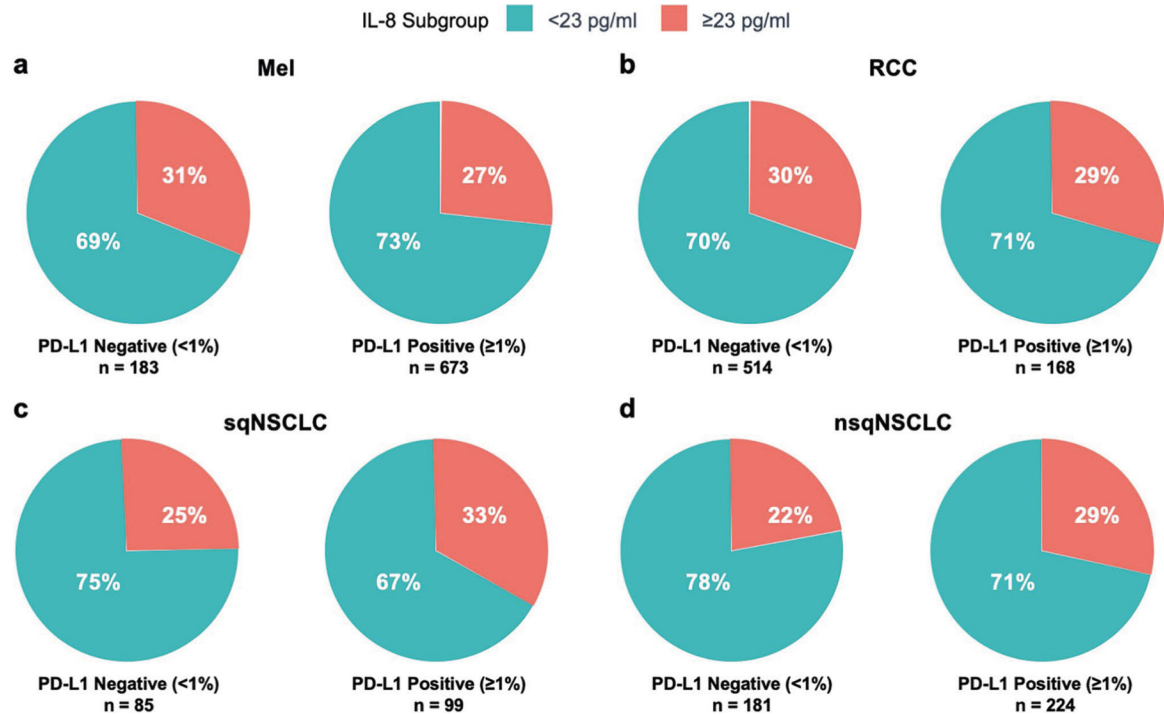 IL-8 Subgroup <23 pg/ml ≥23 pg/ml
a Mel
31%
69%
PD-L1 Negative (<1%)
n = 183
27%
73%
PD-L1 Positive (≥1%)
n = 673
b RCC
30%
70%
PD-L1 Negative (<1%)
n = 514
29%
71%
PD-L1 Positive (≥1%)
n = 168
c sqNSCLC
25%
75%
PD-L1 Negative (<1%)
n = 85
33%
67%
PD-L1 Positive (≥1%)
n = 99
d nsqNSCLC
22%
78%
PD-L1 Negative (<1%)
n = 181
29%
71%
PD-L1 Positive (≥1%)
n = 224